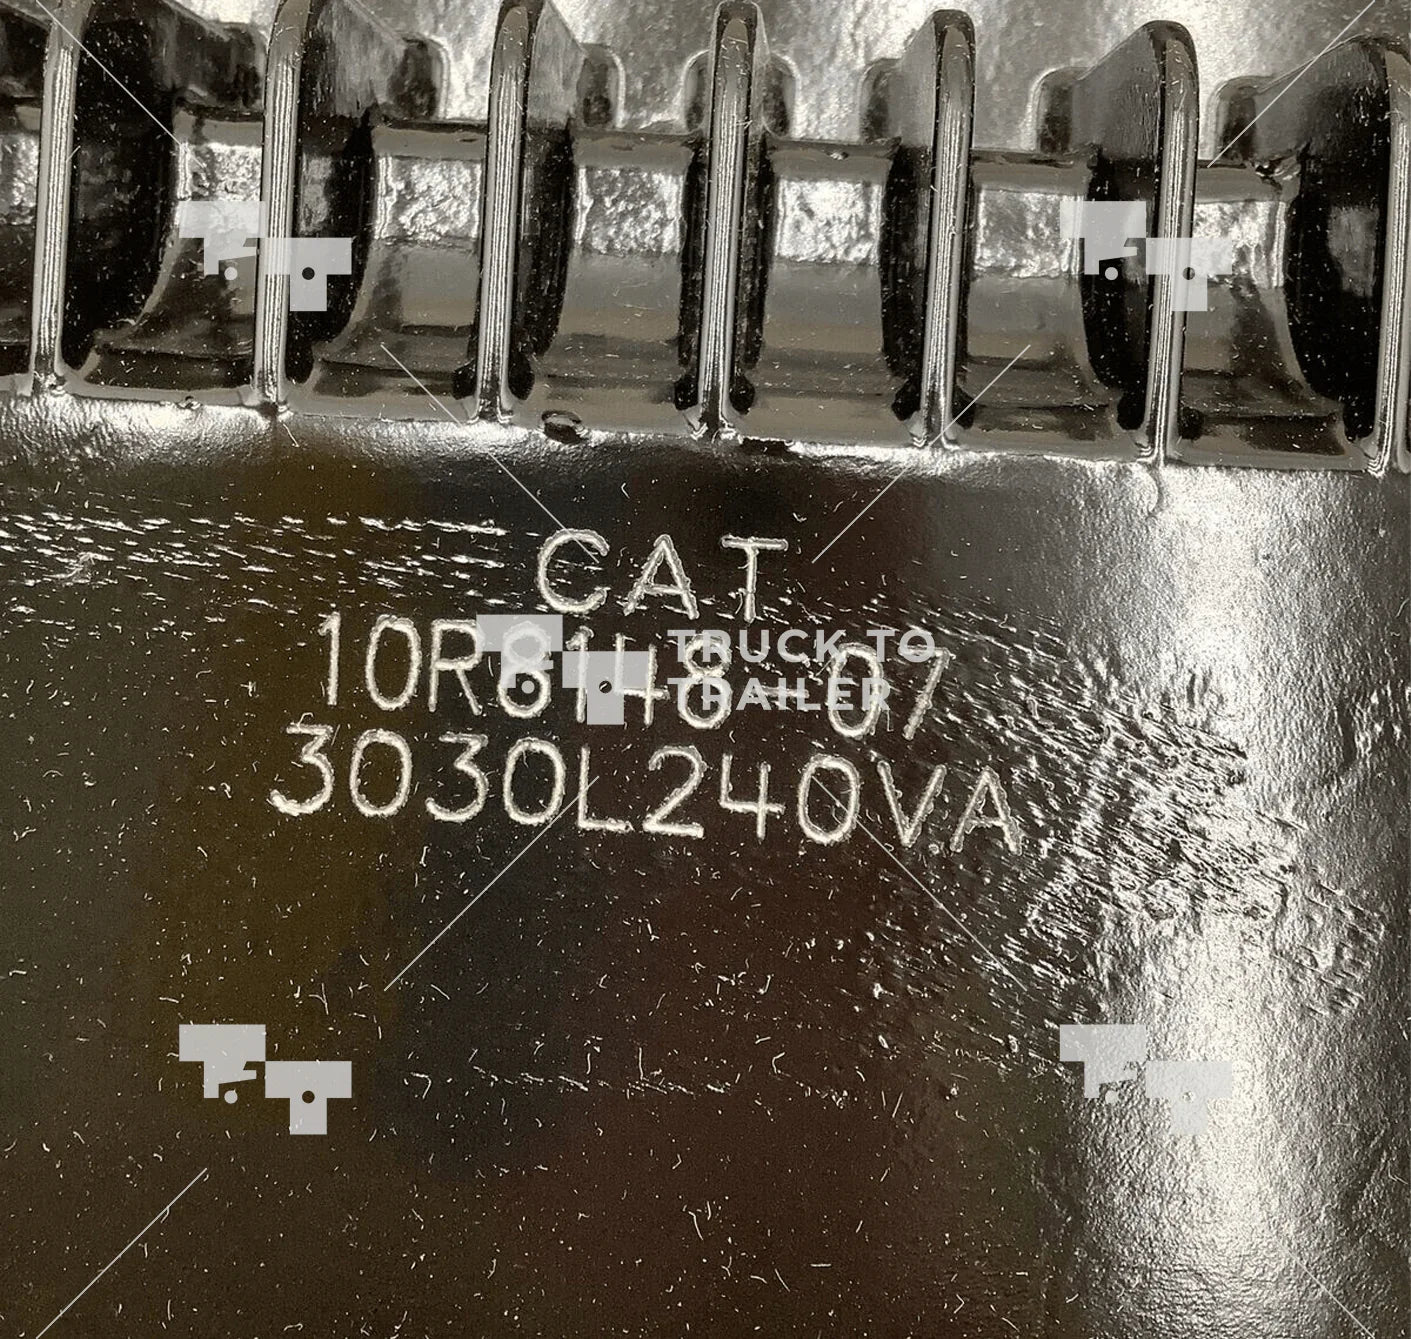 CAT
10R8148-07
3030L240VA
TRUCK TO
TRAILER